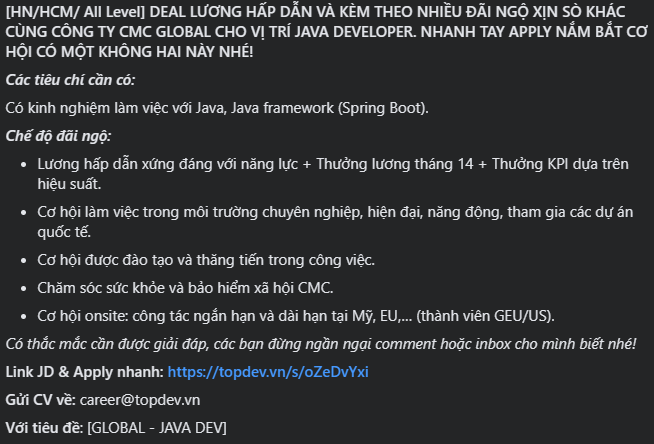 [HN/HCM/ All Level] DEAL LƯƠNG HẤP DẪN VÀ KÈM THEO NHIỀU ĐÃI NGỘ XỊN SÒ KHÁC
CÙNG CÔNG TY CMC GLOBAL CHO VỊ TRÍ JAVA DEVELOPER. NHANH TAY APPLY NẮM BẮT CƠ
HỘI CÓ MỘT KHÔNG HAI NÀY NHÉ!
Các tiêu chí cần có:
Có kinh nghiệm làm việc với Java, Java framework (Spring Boot).
Chế độ đãi ngộ:
• Lương hấp dẫn xứng đáng với năng lực + Thưởng lương tháng 14 + Thưởng KPI dựa trên
hiệu suất.
• Cơ hội làm việc trong môi trường chuyên nghiệp, hiện đại, năng động, tham gia các dự án
quốc tế.
• Cơ hội được đào tạo và thăng tiến trong công việc.
• Chăm sóc sức khỏe và bảo hiểm xã hội CMC.
• Cơ hội onsite: công tác ngắn hạn và dài hạn tại Mỹ, EU,... (thành viên GEU/US).
Có thắc mắc cần được giải đáp, các bạn đừng ngần ngại comment hoặc inbox cho mình biết nhé!
Link JD & Apply nhanh: https://topdev.vn/s/oZeDvYxi
Gửi CV về: career@topdev.vn
Với tiêu đề: [GLOBAL - JAVA DEV]